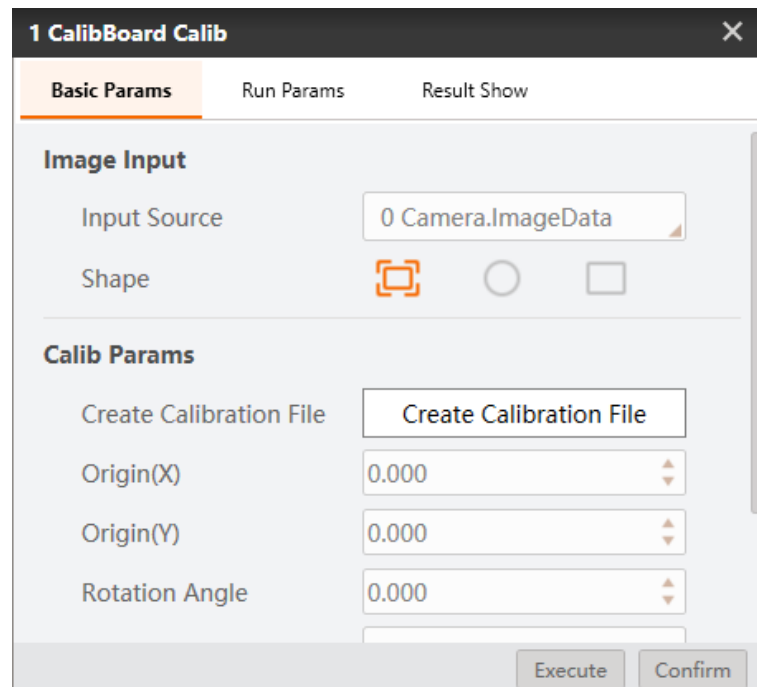 1 CalibBoard Calib
Basic Params Run Params Result Show
Image Input
Input Source 0 Camera.ImageData
Shape
Calib Params
Create Calibration File Create Calibration File
Origin(X) 0.000
Origin(Y) 0.000
Rotation Angle 0.000
Execute Confirm